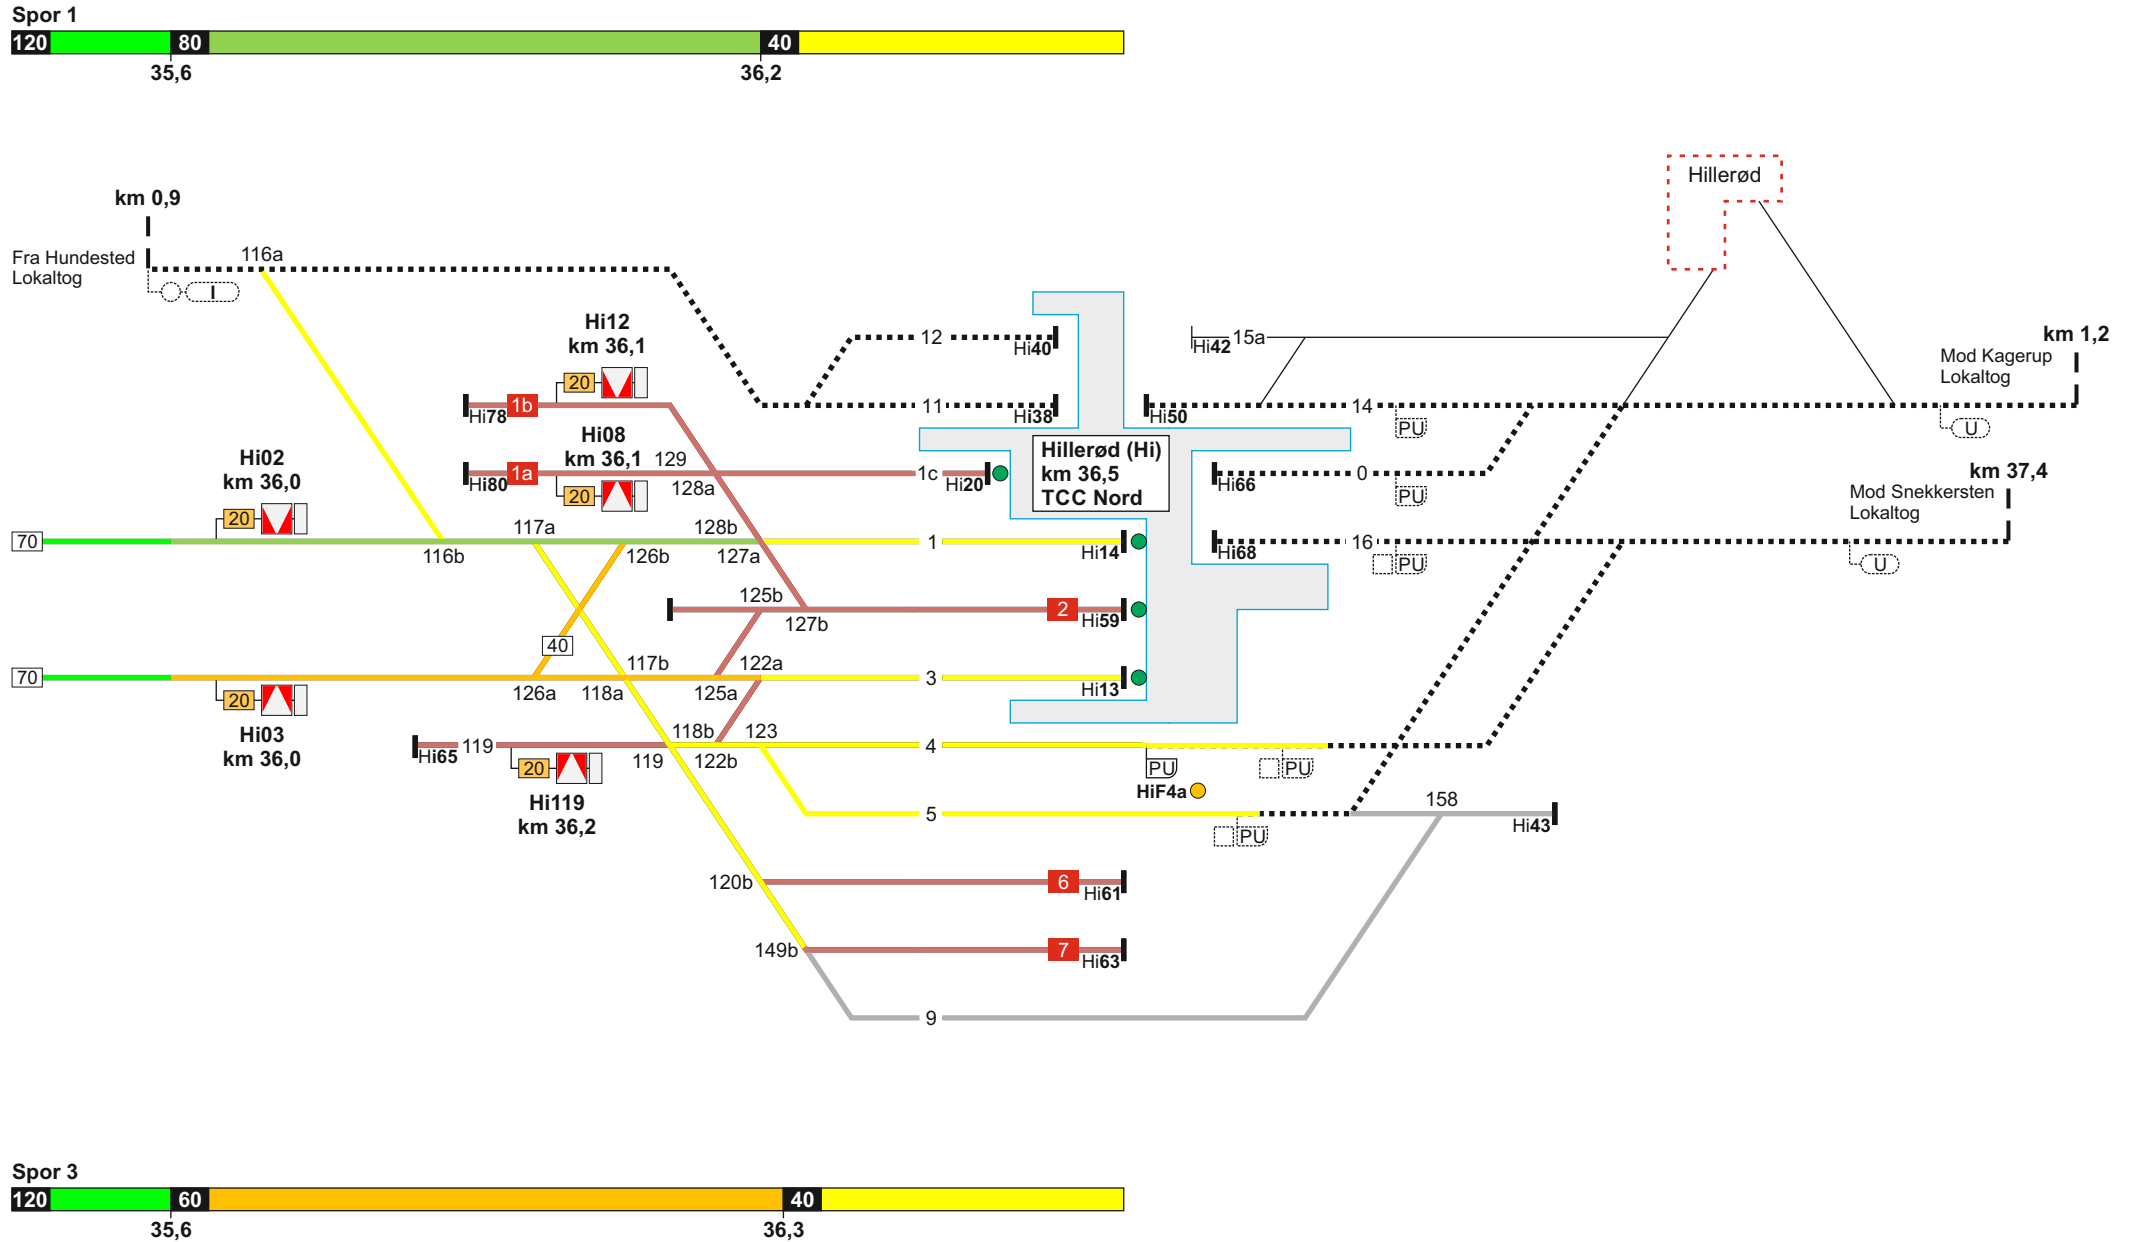 Spor 1
120 80 40
35,6 36,2
Hillerød
km 0,9
Fra Hundested
Lokaltog
116a
I
Hi12
km 36,1
20
12
Hi40
15a
Hi42
km 1,2
Mod Kagerup
Lokaltog
1b
Hi78
11
Hi38
Hi50
14
PU
U
Hi08
km 36,1
129
1a
Hi80
128a
20
1c
Hi20
Hillerød (Hi)
km 36,5
TCC Nord
0
Hi66
PU
km 37,4
Mod Snekkersten
Lokaltog
Hi02
km 36,0
20
70
117a
128b
116b
126b
127a
1
Hi14
16
Hi68
PU
U
125b
127b
2
Hi59
40
70
117b
122a
126a
118a
125a
3
Hi13
20
Hi03
km 36,0
118b
123
119
Hi65
119
122b
4
20
PU
PU
Hi119
km 36,2
HiF4a
5
PU
158
Hi43
120b
6
Hi61
149b
7
Hi63
9
Spor 3
120 60 40
35,6 36,3